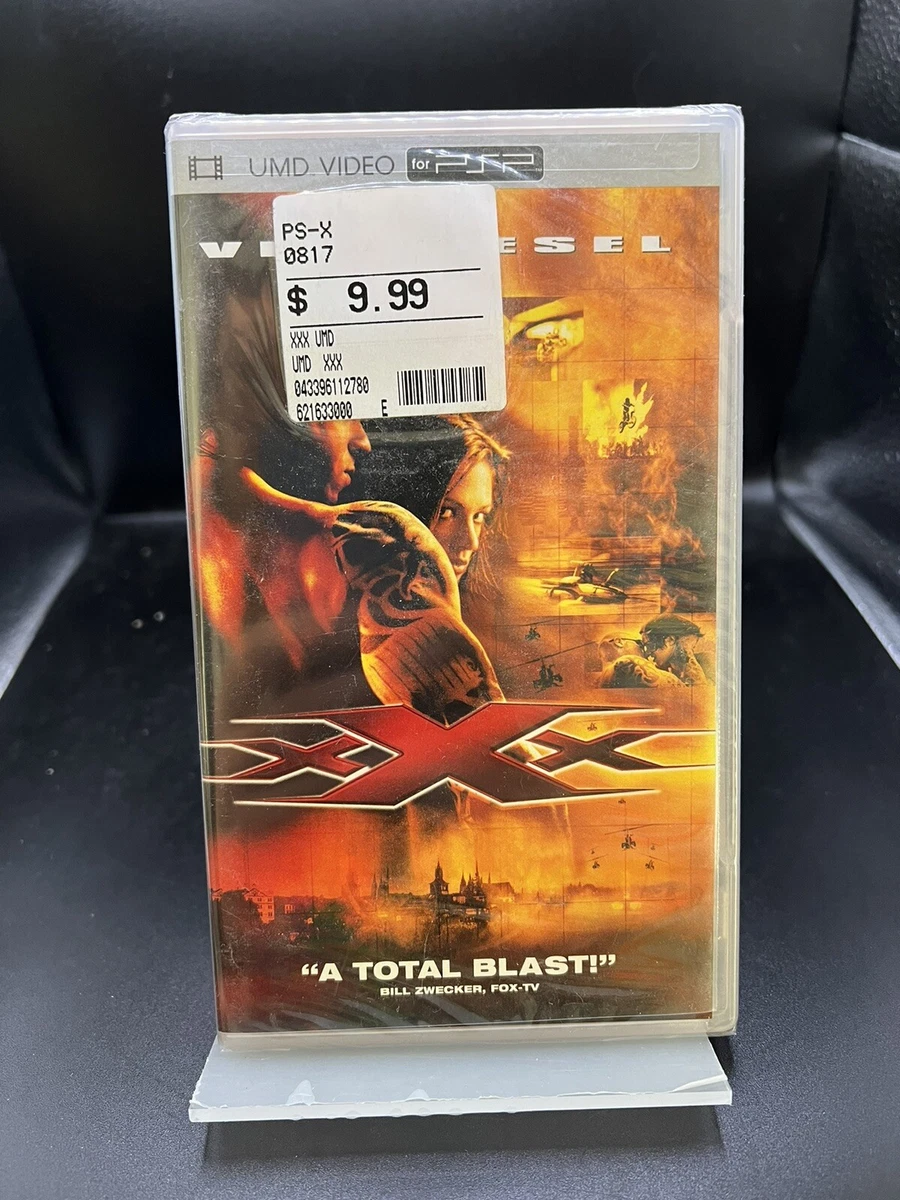 UMD VIDEO for PSP
PS-X
0817
$ 9.99
XXX UMD
UMD XXX
043396112780
621633000 E
xXx
"A TOTAL BLAST!"
BILL ZWECKER, FOX-TV